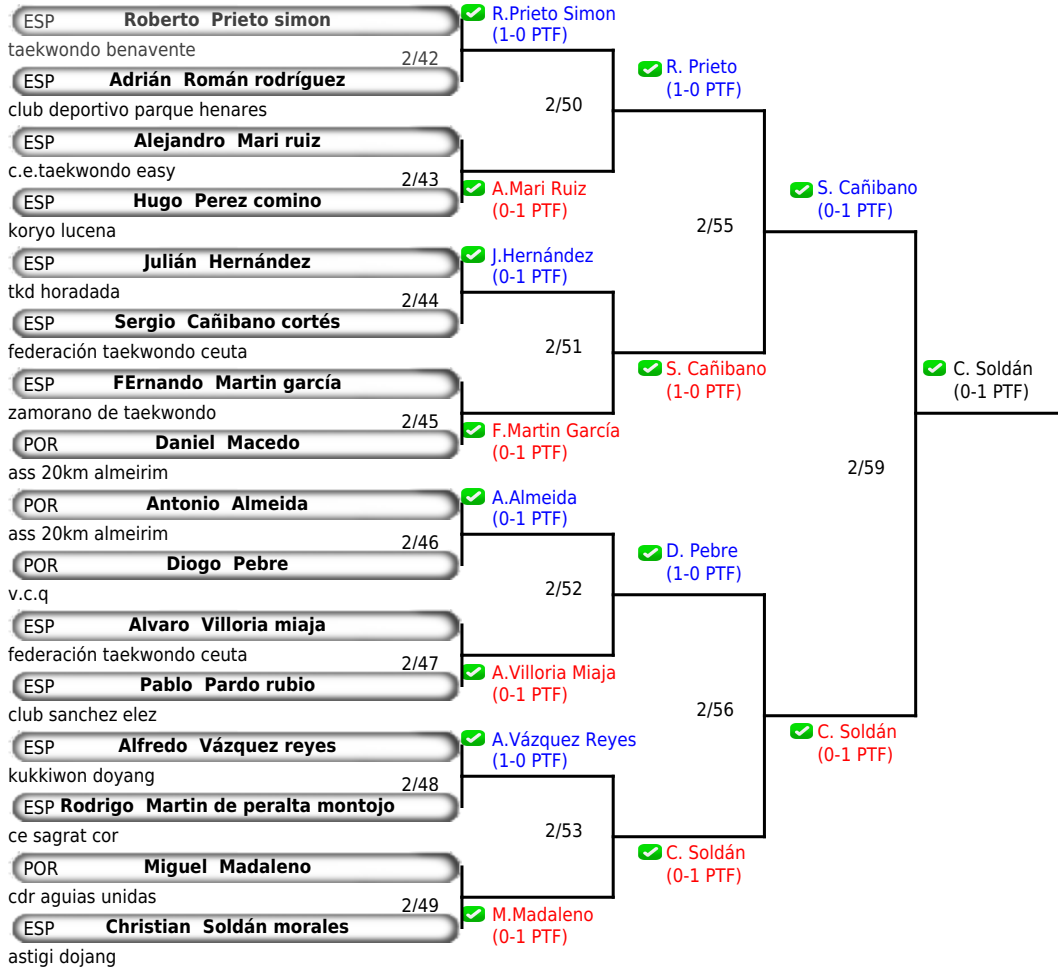 ESP Roberto Prieto simon
R.Prieto Simon
(1-0 PTF)
taekwondo benavente
2/42
ESP Adrián Román rodríguez
club deportivo parque henares
R. Prieto
(1-0 PTF)
2/50
ESP Alejandro Mari ruiz
c.e.taekwondo easy
2/43
ESP Hugo Perez comino
A.Mari Ruiz
(0-1 PTF)
koryo lucena
S. Cañibano
(0-1 PTF)
2/55
ESP Julián Hernández
J.Hernández
(0-1 PTF)
tkd horadada
2/44
ESP Sergio Cañibano cortés
federación taekwondo ceuta
2/51
S. Cañibano
(1-0 PTF)
ESP FErnando Martin garcía
zamorano de taekwondo
2/45
POR Daniel Macedo
F.Martin García
(0-1 PTF)
ass 20km almeirim
C. Soldán
(0-1 PTF)
2/59
POR Antonio Almeida
A.Almeida
(0-1 PTF)
ass 20km almeirim
2/46
POR Diogo Pebre
v.c.q
D. Pebre
(1-0 PTF)
2/52
ESP Alvaro Villoria miaja
federación taekwondo ceuta
2/47
ESP Pablo Pardo rubio
A.Villoria Miaja
(0-1 PTF)
club sanchez elez
2/56
C. Soldán
(0-1 PTF)
ESP Alfredo Vázquez reyes
A.Vázquez Reyes
(1-0 PTF)
kukkiwon doyang
2/48
ESP Rodrigo Martin de peralta montojo
ce sagrat cor
2/53
C. Soldán
(0-1 PTF)
POR Miguel Madaleno
cdr aguias unidas
2/49
ESP Christian Soldán morales
M.Madaleno
(0-1 PTF)
astigi dojang